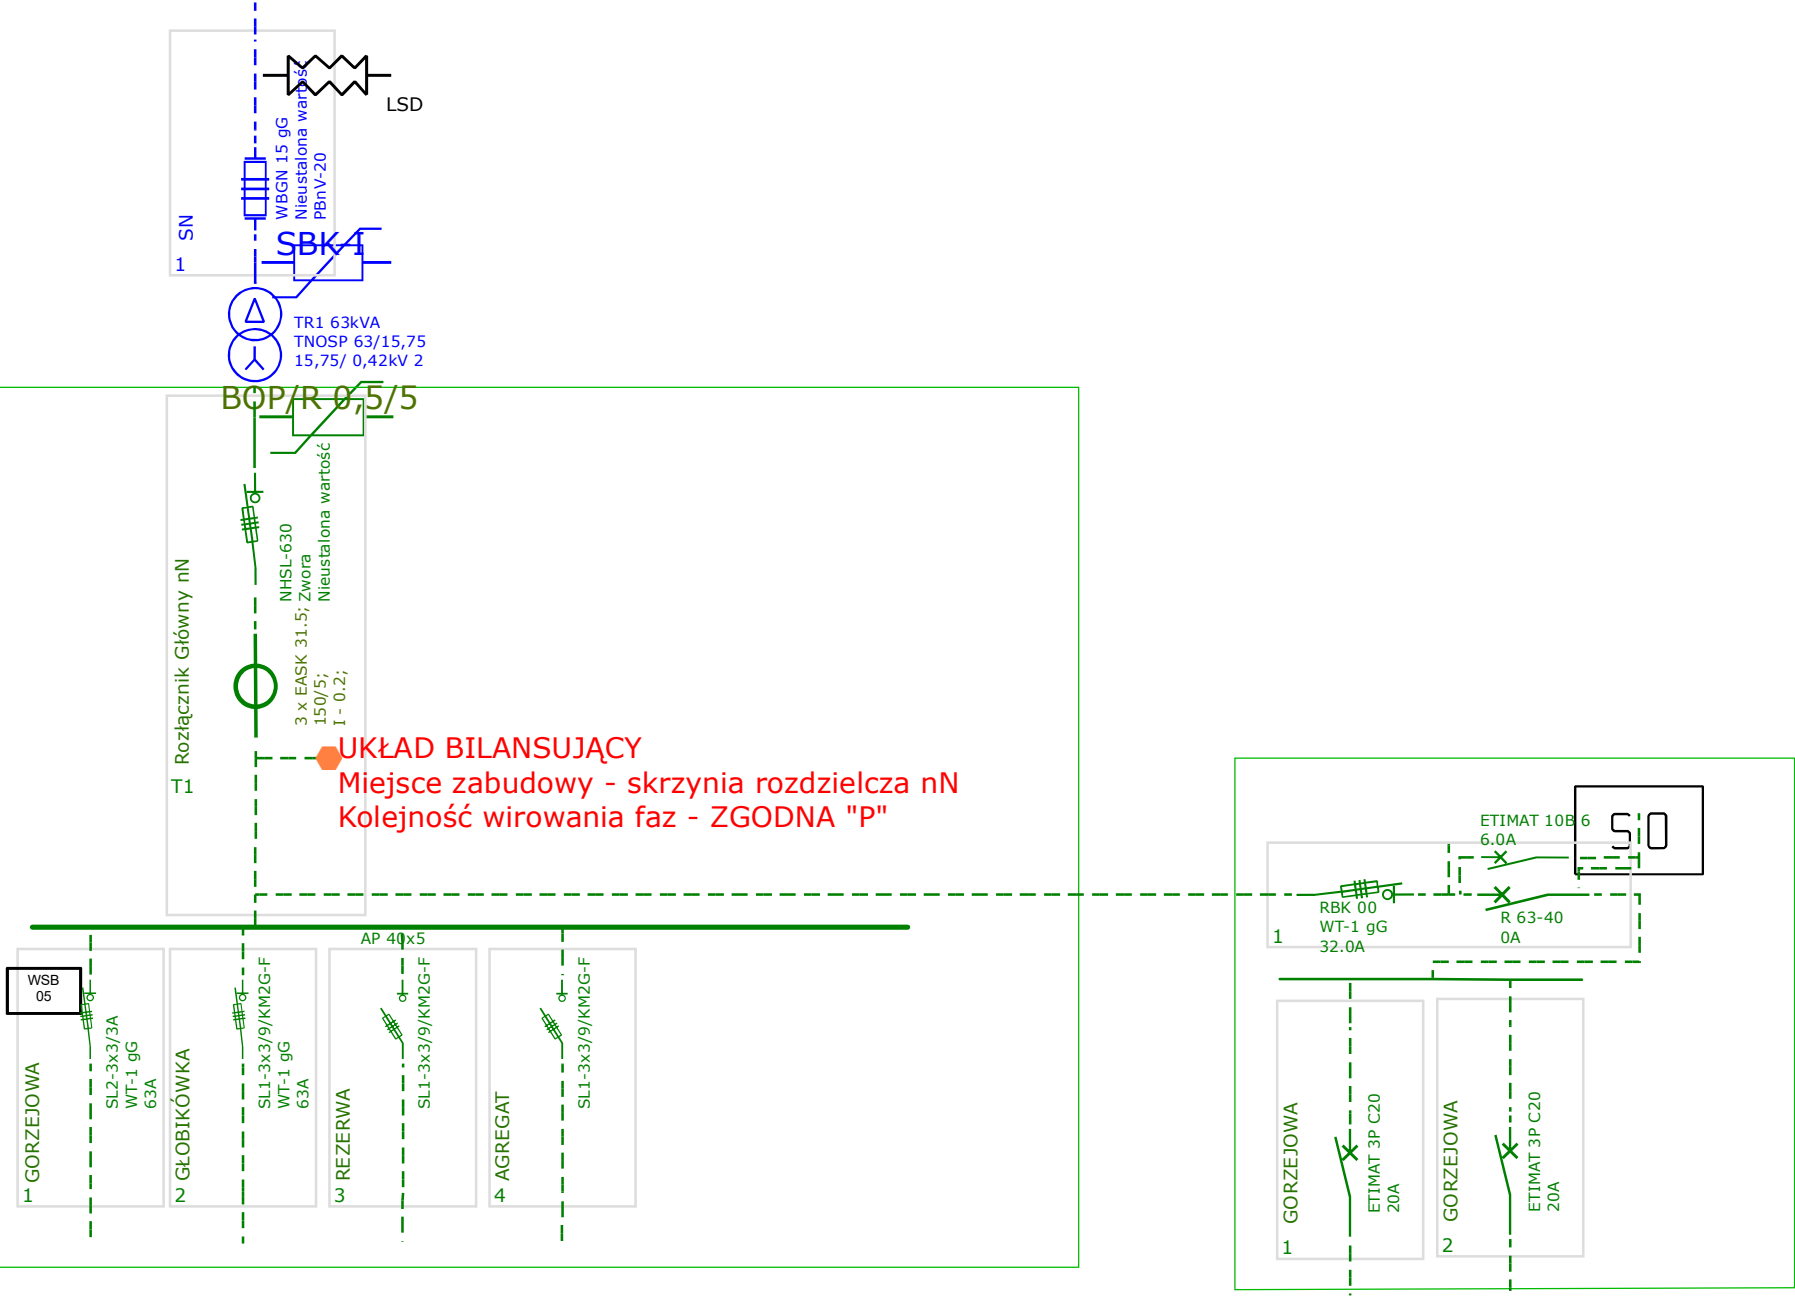 LSD
WBGN 15 gG
Nieustalona wartość
PBnV-20
SN
1
SBK I
TR1 63kVA
TNOSP 63/15,75
15,75/ 0,42kV 2
BOP/R 0,5/5
NHSL-630
Zwora
Nieustalona wartość
Rozłącznik Główny nN
T1
3 x EASK 31.5;
150/5;
I - 0.2;
UKŁAD BILANSUJĄCY
Miejsce zabudowy - skrzynia rozdzielcza nN
Kolejność wirowania faz - ZGODNA "P"
AP 40x5
WSB
05
GORZEJOWA
1
SL2-3x3/3A
WT-1 gG
63A
GŁOBIKÓWKA
2
SL1-3x3/9/KM2G-F
WT-1 gG
63A
REZERWA
3
SL1-3x3/9/KM2G-F
AGREGAT
4
SL1-3x3/9/KM2G-F
ETIMAT 10B 6
6.0A
SO
RBK 00
WT-1 gG
32.0A
R 63-40
0A
1
GORZEJOWA
1
ETIMAT 3P C20
20A
GORZEJOWA
2
ETIMAT 3P C20
20A